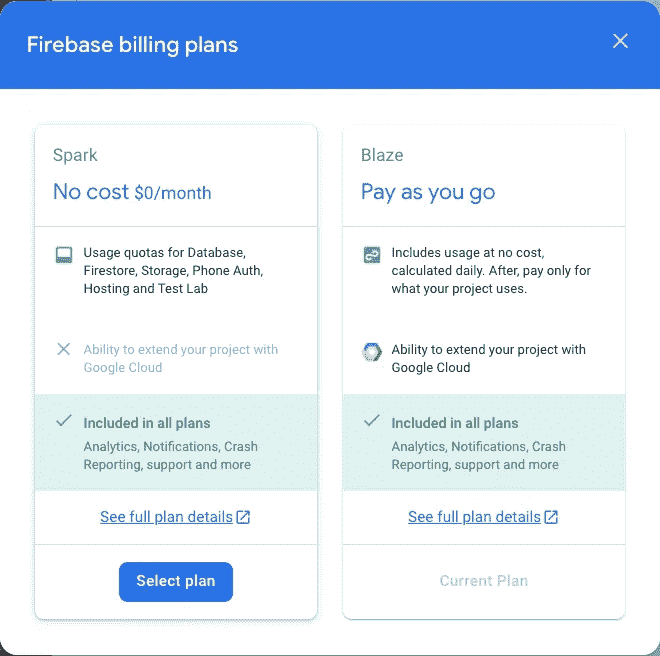 Firebase billing plans
Spark
No cost $0/month
Usage quotas for Database,
Firestore, Storage, Phone Auth,
Hosting and Test Lab
Ability to extend your project with
Google Cloud
Included in all plans
Analytics, Notifications, Crash
Reporting, support and more
See full plan details
Select plan
Blaze
Pay as you go
Includes usage at no cost,
calculated daily. After, pay only for
what your project uses.
Ability to extend your project with
Google Cloud
Included in all plans
Analytics, Notifications, Crash
Reporting, support and more
See full plan details
Current Plan